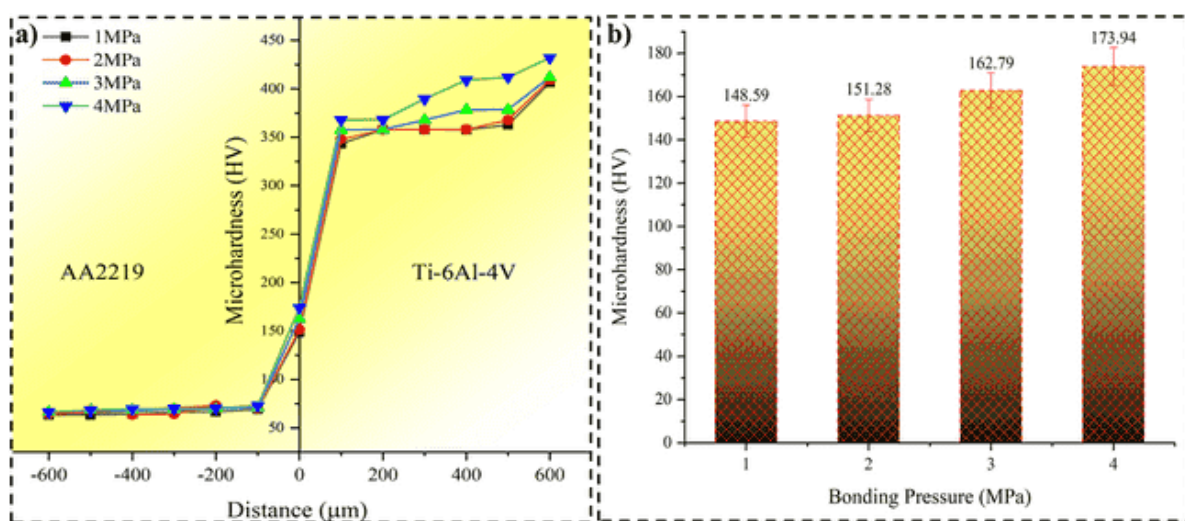 a)
1MPa
2MPa
3MPa
4MPa
450
400
350
300
250
200
150
100
50
Microhardness (HV)
AA2219
Ti-6Al-4V
-600 -400 -200 0 200 400 600
Distance (μm)
b)
180
160
140
120
100
80
60
40
20
0
Microhardness (HV)
148.59
151.28
162.79
173.94
1 2 3 4
Bonding Pressure (MPa)